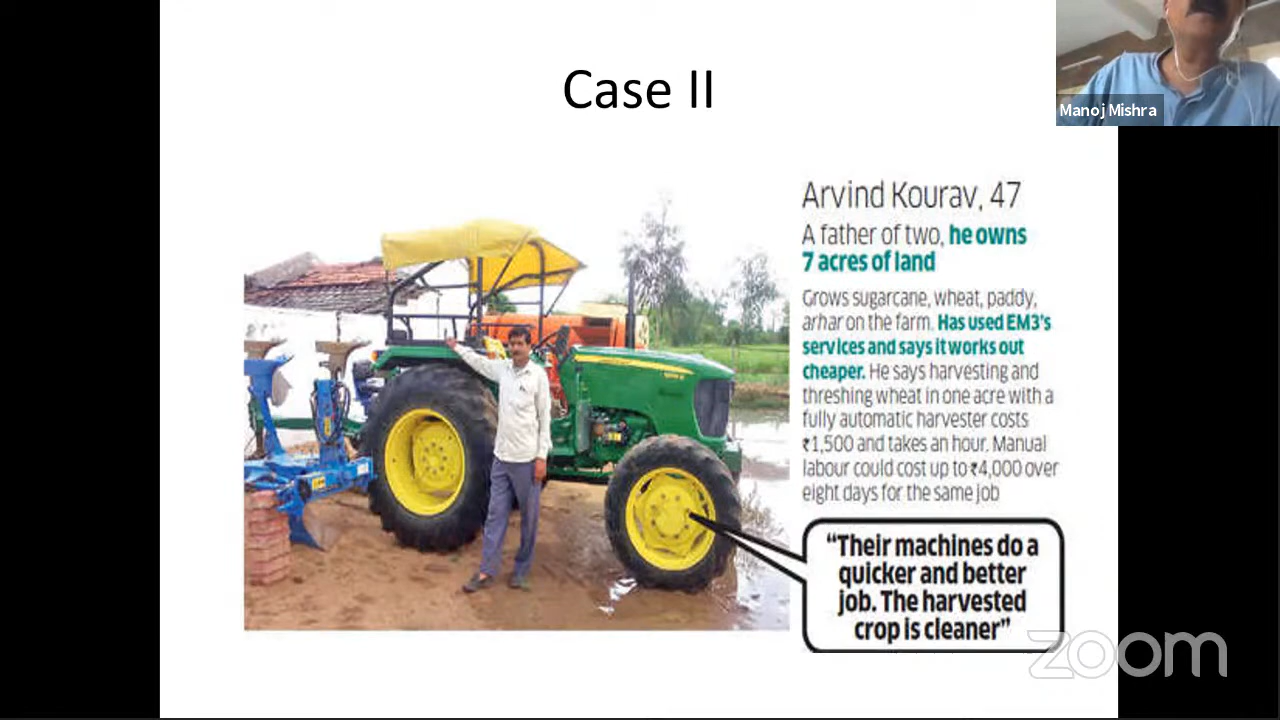 Case II
Manoj Mishra
Arvind Kourav, 47
A father of two, he owns
7 acres of land
Grows sugarcane, wheat, paddy,
arhar on the farm. Has used EM3's
services and says it works out
cheaper. He says harvesting and
threshing wheat in one acre with a
fully automatic harvester costs
₹1,500 and takes an hour. Manual
labour could cost up to ₹4,000 over
eight days for the same job
“Their machines do a
quicker and better
job. The harvested
crop is cleaner”
zoom